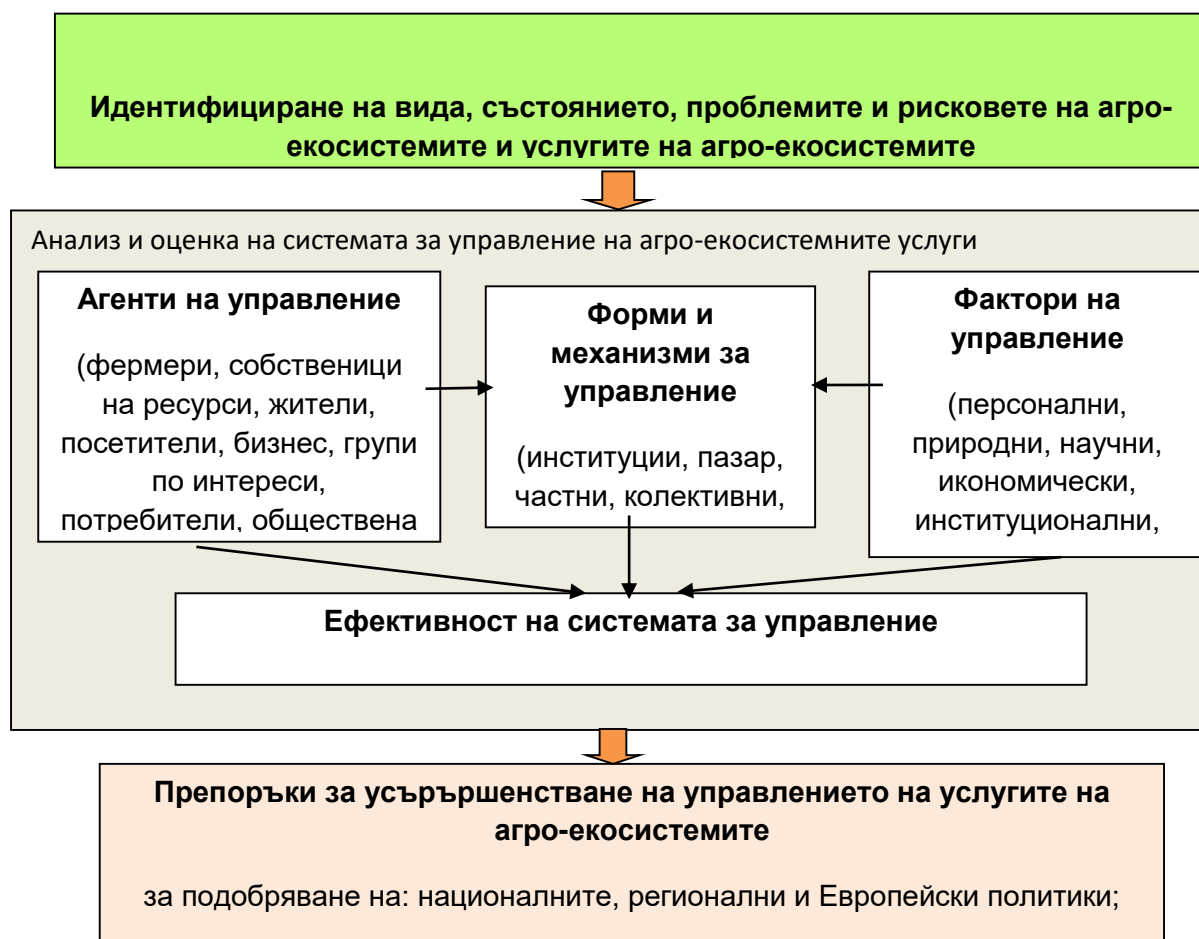 Идентифициране на вида, състоянието, проблемите и рисковете на агро-
екосистемите и услугите на агро-екосистемите
Анализ и оценка на системата за управление на агро-екосистемните услуги
Агенти на управление
(фермери, собственици
на ресурси, жители,
посетители, бизнес, групи
по интереси,
потребители, обществена
Форми и
механизми за
управление
(институции, пазар,
частни, колективни,
Фактори на
управление
(персонални,
природни, научни,
икономически,
институционални,
Ефективност на системата за управление
Препоръки за усърършенстване на управлението на услугите на
агро-екосистемите
за подобряване на: националните, регионални и Европейски политики;